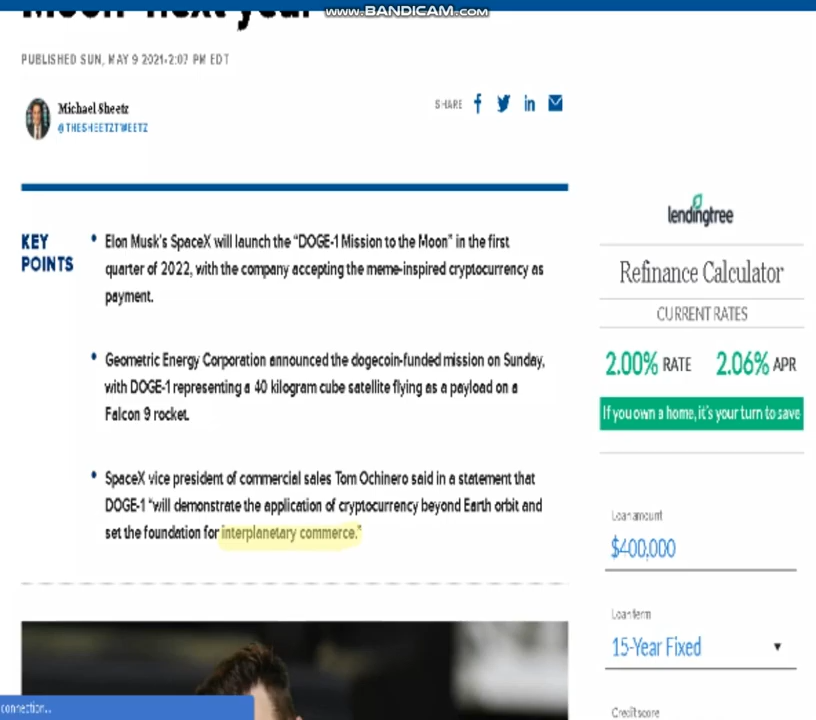 Moon' next year
www.BANDICAM.com
PUBLISHED SUN, MAY 9 2021•2:07 PM EDT
Michael Sheetz
@THESHEETZTWEETZ
SHARE
KEY
POINTS
• Elon Musk's SpaceX will launch the “DOGE-1 Mission to the Moon” in the first
quarter of 2022, with the company accepting the meme-inspired cryptocurrency as
payment.
• Geometric Energy Corporation announced the dogecoin-funded mission on Sunday,
with DOGE-1 representing a 40 kilogram cube satellite flying as a payload on a
Falcon 9 rocket.
• SpaceX vice president of commercial sales Tom Ochinero said in a statement that
DOGE-1 “will demonstrate the application of cryptocurrency beyond Earth orbit and
set the foundation for interplanetary commerce.”
lendingtree
Refinance Calculator
CURRENT RATES
2.00% RATE 2.06% APR
If you own a home, it's your turn to save
Loan amount
$400,000
Loan term
15-Year Fixed
Credit score
connection...